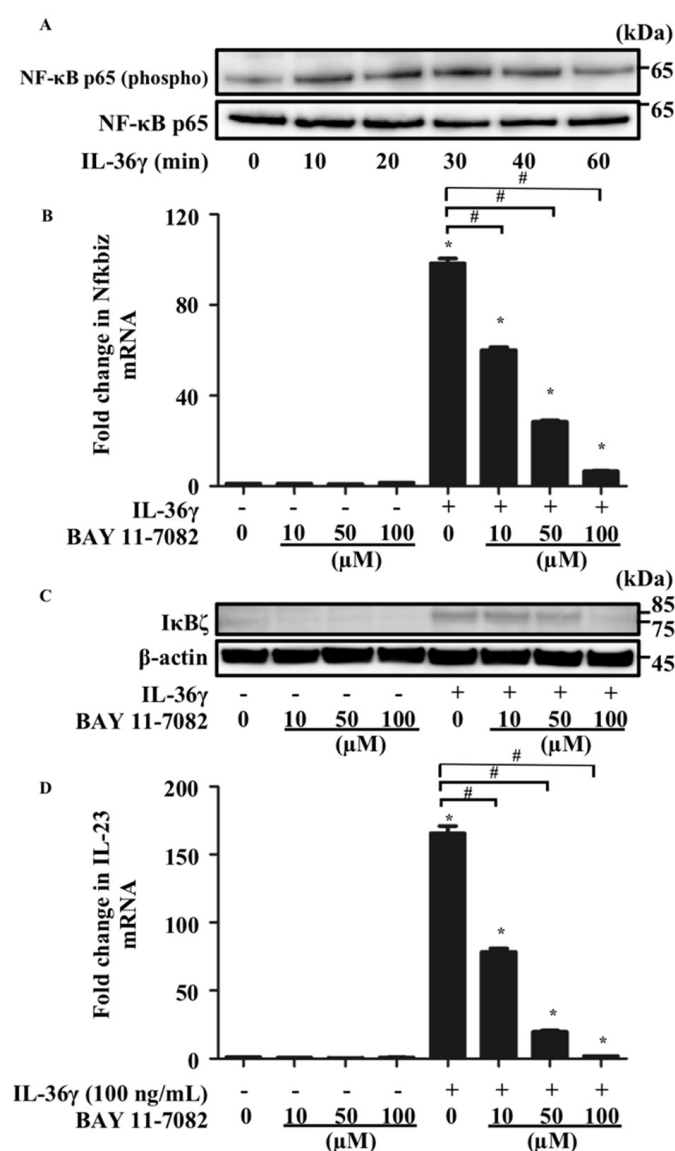 A
(kDa)
NF-κB p65 (phospho)
65
65
NF-κB p65
IL-36γ (min) 0 10 20 30 40 60
#
#
#
B
Fold change in Nfkbiz
mRNA
120
80
40
0
* * * *
IL-36γ - - - - + + + +
BAY 11-7082 0 10 50 100 0 10 50 100
(μM) (μM)
(kDa)
C
IκBζ
85
75
β-actin
45
IL-36γ - - - - + + + +
BAY 11-7082 0 10 50 100 0 10 50 100
(μM) (μM)
#
#
#
D
Fold change in IL-23
mRNA
200
150
100
50
0
* * * *
IL-36γ (100 ng/mL) - - - - + + + +
BAY 11-7082 0 10 50 100 0 10 50 100
(μM) (μM)